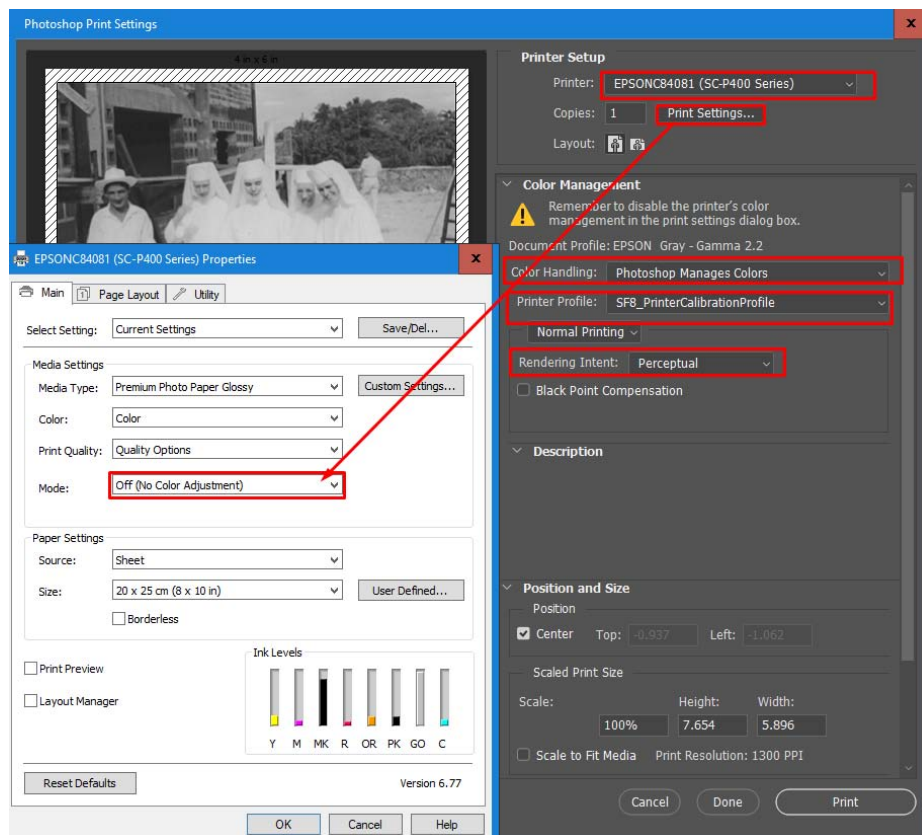 Photoshop Print Settings
x
4 in x 6 in
Printer Setup
Printer: EPSONC84081 (SC-P400 Series)
Copies: 1 Print Settings...
Layout:
Color Management
Remember to disable the printer's color
management in the print settings dialog box.
Document Profile: EPSON Gray - Gamma 2.2
Color Handling: Photoshop Manages Colors
Printer Profile: SF8_PrinterCalibrationProfile
Normal Printing
Rendering Intent: Perceptual
Black Point Compensation
Description
Position and Size
Position
Center Top: -0.937 Left: -1.062
Scaled Print Size
Scale: Height: Width:
100% 7.654 5.896
Scale to Fit Media Print Resolution: 1300 PPI
Cancel Done Print
EPSONC84081 (SC-P400 Series) Properties
x
Main Page Layout Utility
Select Setting: Current Settings Save/Del...
Media Settings
Media Type: Premium Photo Paper Glossy Custom Settings...
Color: Color
Print Quality: Quality Options
Mode: Off (No Color Adjustment)
Paper Settings
Source: Sheet
Size: 20 x 25 cm (8 x 10 in) User Defined...
Borderless
Print Preview
Layout Manager
Ink Levels
Y M MK R OR PK GO C
Reset Defaults Version 6.77
OK Cancel Help